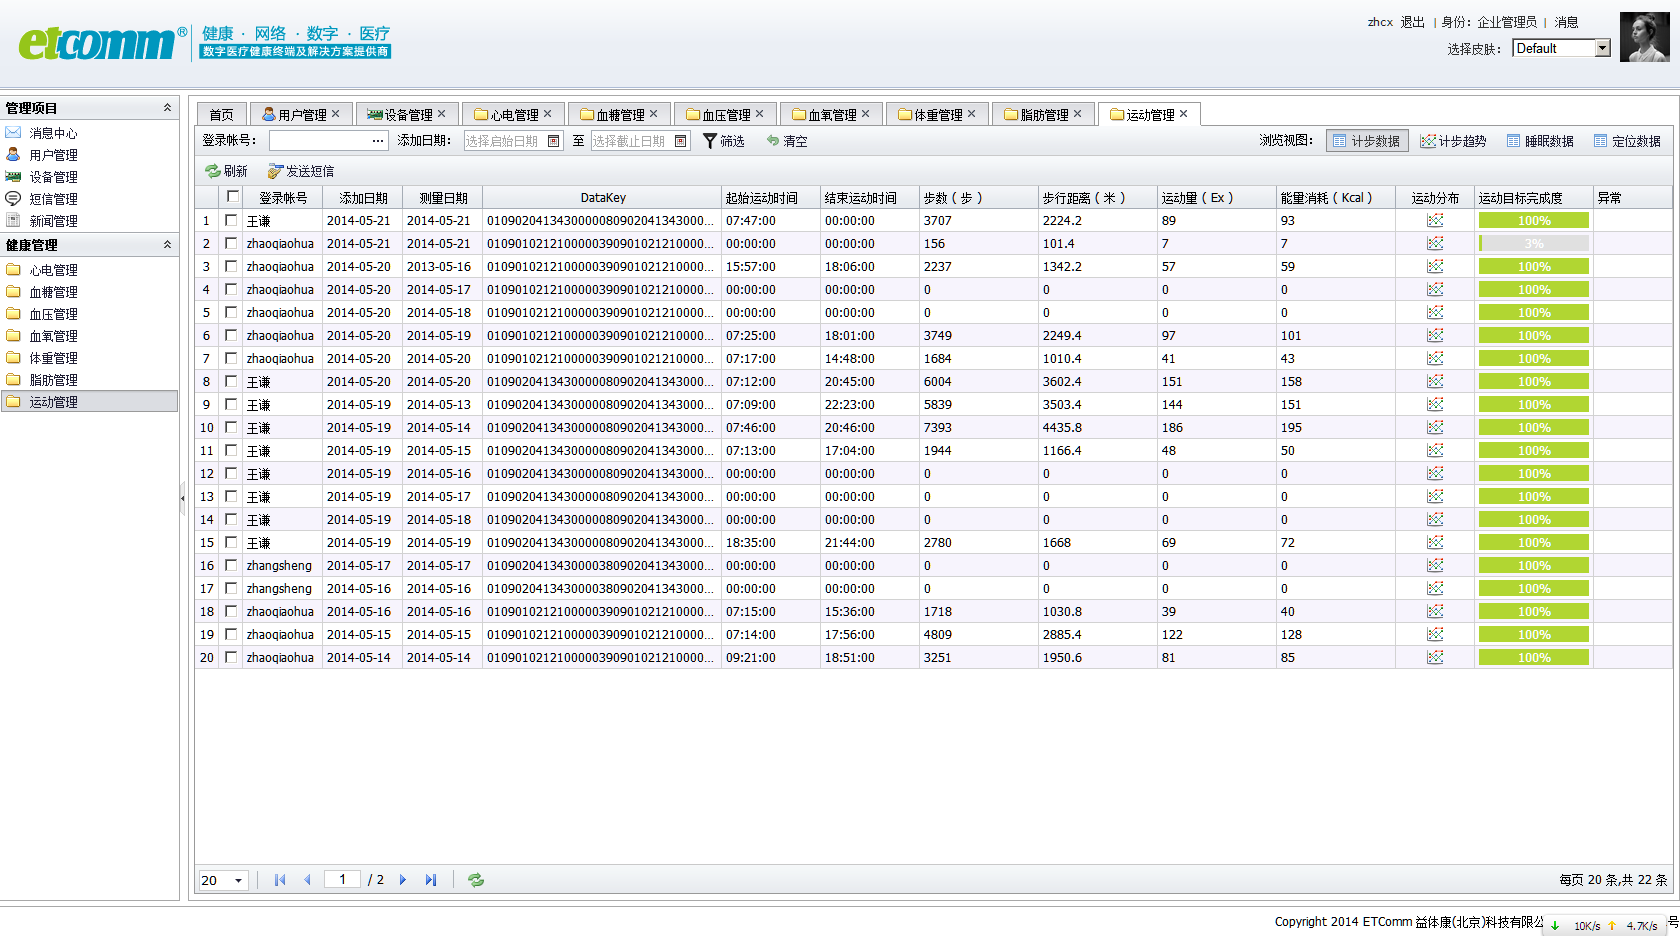 etcomm® 健康 · 网络 · 数字 · 医疗
数字医疗健康终端及解决方案提供商
zhcx 退出 | 身份: 企业管理员 | 消息
选择皮肤: Default
管理项目
消息中心
用户管理
设备管理
短信管理
新闻管理
健康管理
心电管理
血糖管理
血压管理
血氧管理
体重管理
脂肪管理
运动管理
首页 用户管理 设备管理 心电管理 血糖管理 血压管理 血氧管理 体重管理 脂肪管理 运动管理
登录帐号: ... 添加日期: 选择启始日期 至 选择截止日期 筛选 清空 浏览视图: 计步数据 计步趋势 睡眠数据 定位数据
刷新 发送短信
登录帐号 添加日期 测量日期 DataKey 起始运动时间 结束运动时间 步数（步） 步行距离（米） 运动量（Ex） 能量消耗（Kcal） 运动分布 运动目标完成度 异常
1 王谦 2014-05-21 2014-05-21 01090204134300000809020413430​00... 07:47:00 00:00:00 3707 2224.2 89 93 100%
2 zhaoqiaohua 2014-05-21 2014-05-21 010901021210000039090102121​0000... 00:00:00 00:00:00 156 101.4 7 7 3%
3 zhaoqiaohua 2014-05-20 2013-05-16 0109010212100000390901021210000... 15:57:00 18:06:00 2237 1342.2 57 59 100%
4 zhaoqiaohua 2014-05-20 2014-05-17 0109010212100000390901021210000... 00:00:00 00:00:00 0 0 0 0 100%
5 zhaoqiaohua 2014-05-20 2014-05-18 0109010212100000390901021210000... 00:00:00 00:00:00 0 0 0 0 100%
6 zhaoqiaohua 2014-05-20 2014-05-19 0109010212100000390901021210000... 07:25:00 18:01:00 3749 2249.4 97 101 100%
7 zhaoqiaohua 2014-05-20 2014-05-20 0109010212100000390901021210000... 07:17:00 14:48:00 1684 1010.4 41 43 100%
8 王谦 2014-05-20 2014-05-20 0109020413430000080902041343000... 07:12:00 20:45:00 6004 3602.4 151 158 100%
9 王谦 2014-05-19 2014-05-13 0109020413430000080902041343000... 07:09:00 22:23:00 5839 3503.4 144 151 100%
10 王谦 2014-05-19 2014-05-14 0109020413430000080902041343000... 07:46:00 20:46:00 7393 4435.8 186 195 100%
11 王谦 2014-05-19 2014-05-15 0109020413430000080902041343000... 07:13:00 17:04:00 1944 1166.4 48 50 100%
12 王谦 2014-05-19 2014-05-16 0109020413430000080902041343000... 00:00:00 00:00:00 0 0 0 0 100%
13 王谦 2014-05-19 2014-05-17 0109020413430000080902041343000... 00:00:00 00:00:00 0 0 0 0 100%
14 王谦 2014-05-19 2014-05-18 0109020413430000080902041343000... 00:00:00 00:00:00 0 0 0 0 100%
15 王谦 2014-05-19 2014-05-19 0109020413430000080902041343000... 18:35:00 21:44:00 2780 1668 69 72 100%
16 zhangsheng 2014-05-17 2014-05-17 0109020413430000380902041343000... 00:00:00 00:00:00 0 0 0 0 100%
17 zhangsheng 2014-05-16 2014-05-16 0109020413430000380902041343000... 00:00:00 00:00:00 0 0 0 0 100%
18 zhaoqiaohua 2014-05-16 2014-05-16 0109010212100000390901021210000... 07:15:00 15:36:00 1718 1030.8 39 40 100%
19 zhaoqiaohua 2014-05-15 2014-05-15 0109010212100000390901021210000... 07:14:00 17:56:00 4809 2885.4 122 128 100%
20 zhaoqiaohua 2014-05-14 2014-05-14 0109010212100000390901021210000... 09:21:00 18:51:00 3251 1950.6 81 85 100%
20 1 / 2 每页 20 条,共 22 条
Copyright 2014 ETComm 益体康(北京)科技有限公 10K/s 4.7K/s 号